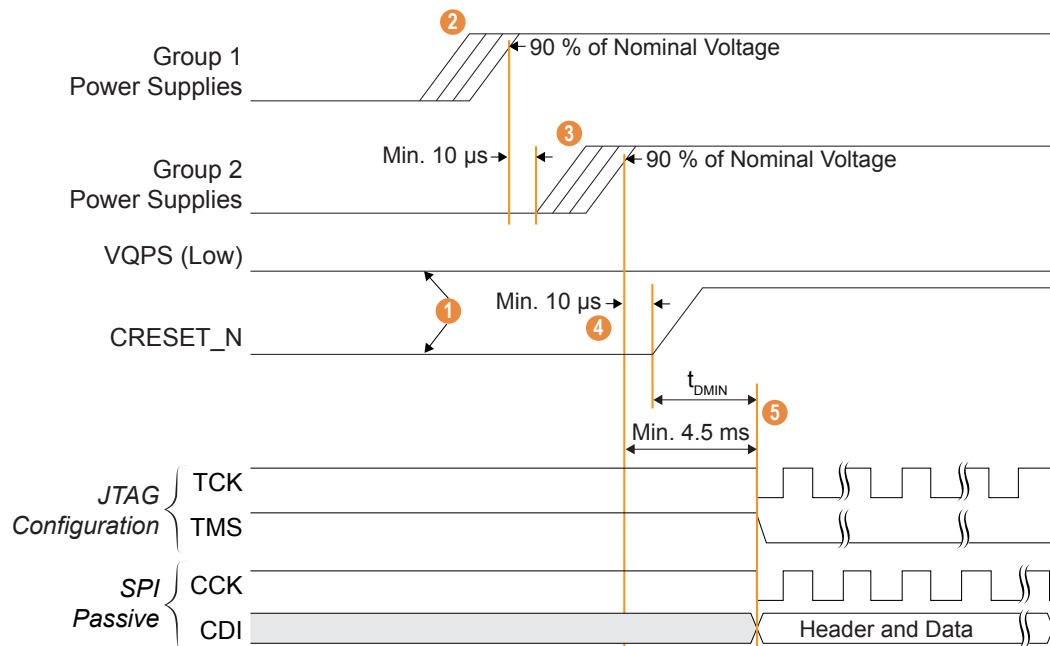 2
Group 1
Power Supplies
90 % of Nominal Voltage
3
Min. 10 µs
Group 2
Power Supplies
90 % of Nominal Voltage
VQPS (Low)
1
Min. 10 µs
4
CRESET_N
tDMIN
5
Min. 4.5 ms
JTAG
Configuration
TCK
TMS
SPI
Passive
CCK
CDI
Header and Data